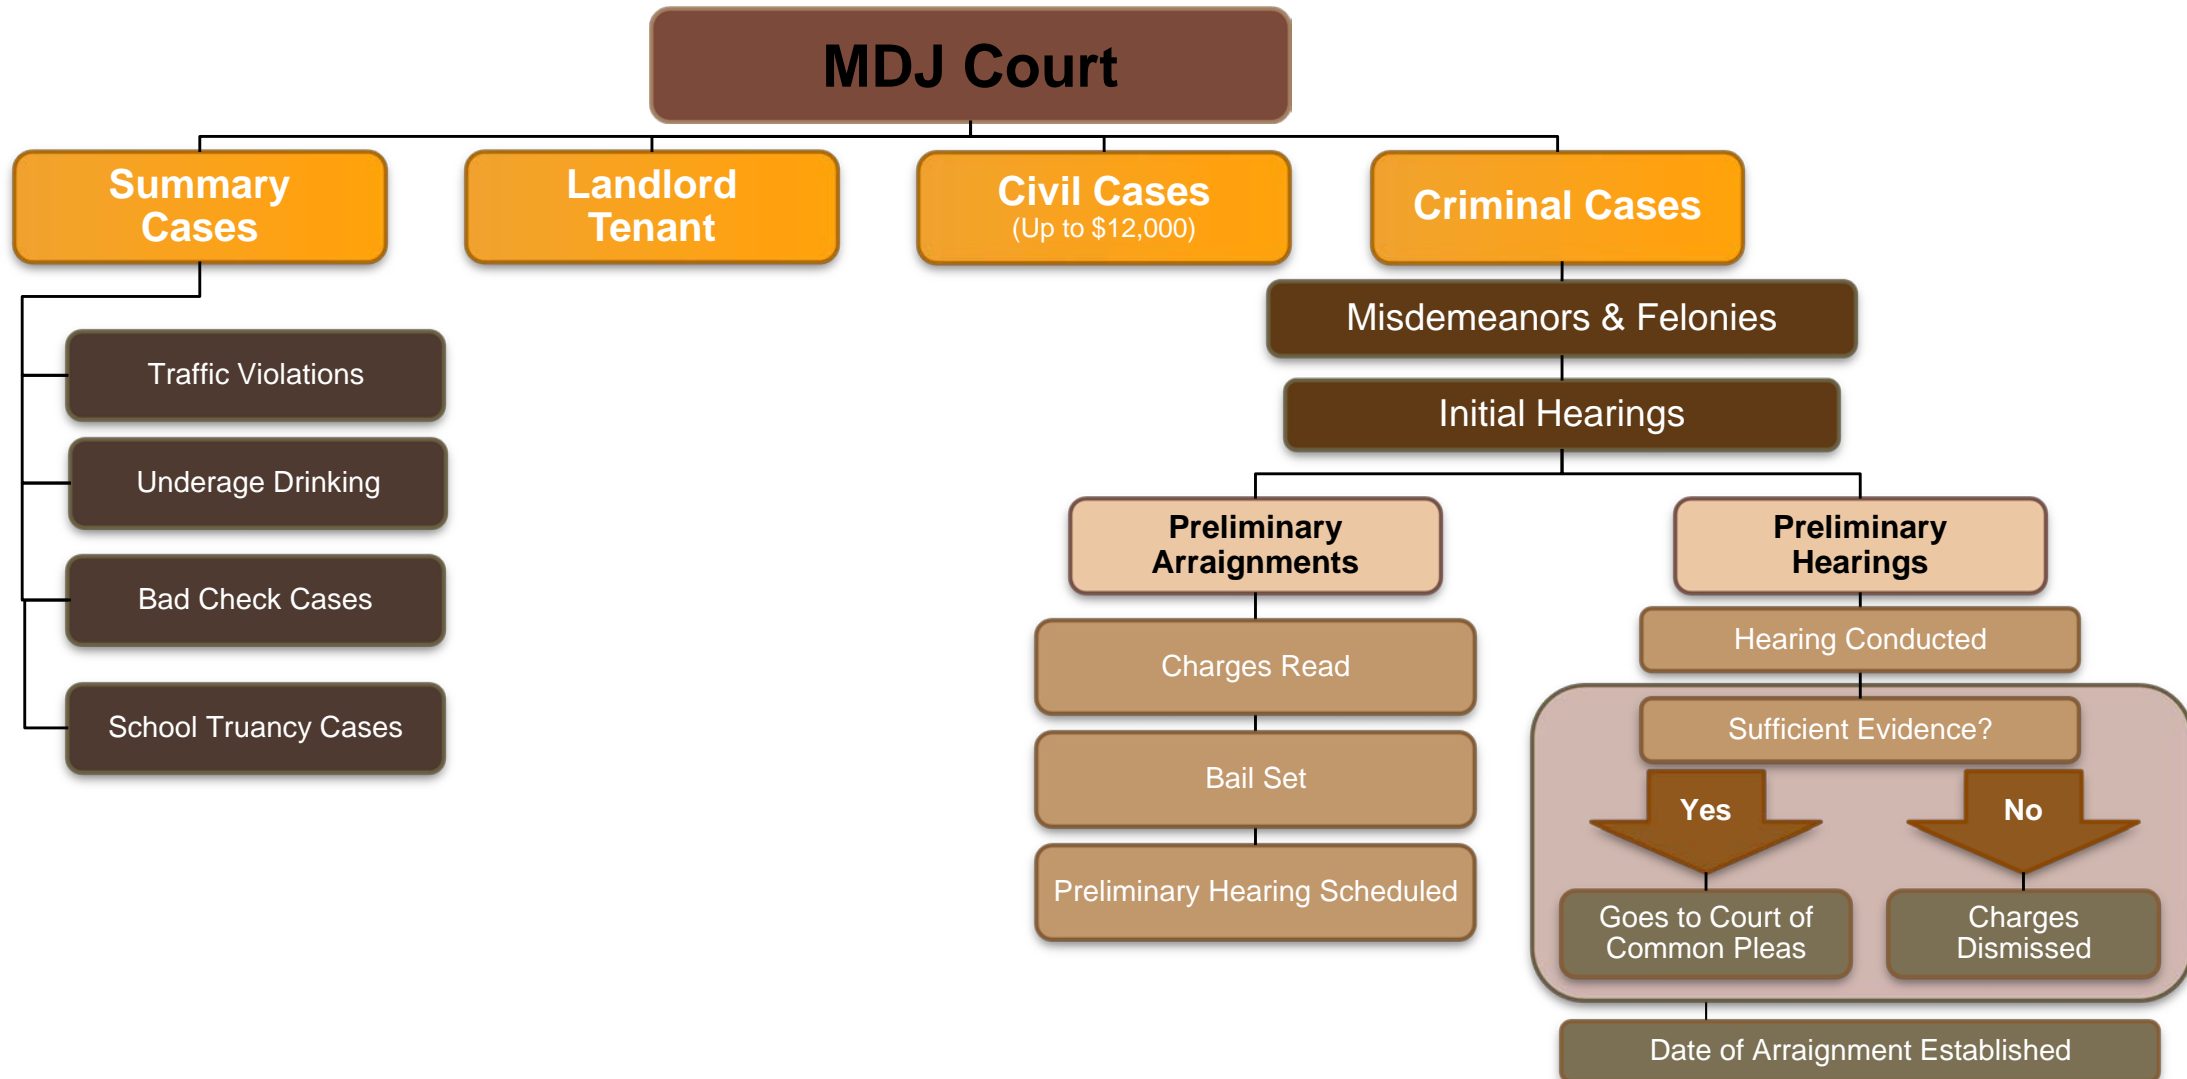 MDJ Court
Summary
Cases
Landlord
Tenant
Civil Cases
(Up to $12,000)
Criminal Cases
Traffic Violations
Underage Drinking
Bad Check Cases
School Truancy Cases
Misdemeanors & Felonies
Initial Hearings
Preliminary
Arraignments
Charges Read
Bail Set
Preliminary Hearing Scheduled
Preliminary
Hearings
Hearing Conducted
Sufficient Evidence?
Yes
No
Goes to Court of
Common Pleas
Charges
Dismissed
Date of Arraignment Established